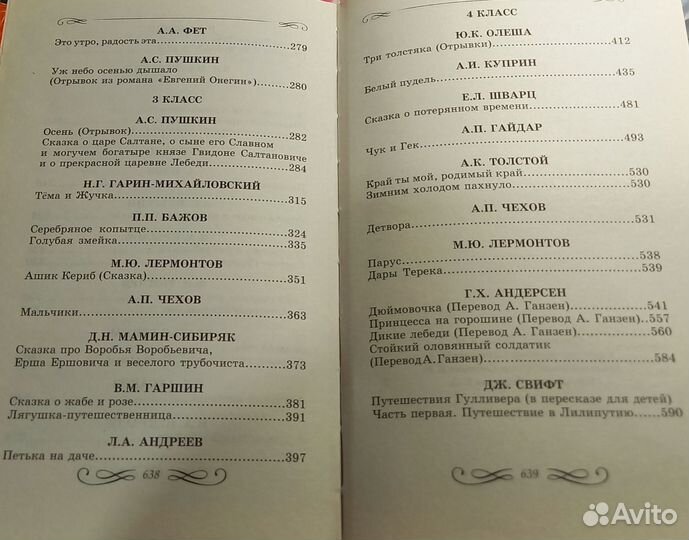 А.А. ФЕТ
Это утро, радость эта.....279
А.С. ПУШКИН
Уж небо осенью дышало
(Отрывок из романа «Евгений Онегин»).....280
3 КЛАСС
А.С. ПУШКИН
Осень (Отрывок).....282
Сказка о царе Салтане, о сыне его Славном
и могучем богатыре князе Гвидоне Салтановиче
и о прекрасной царевне Лебеди.....284
Н.Г. ГАРИН-МИХАЙЛОВСКИЙ
Тёма и Жучка.....315
П.П. БАЖОВ
Серебряное копытце.....324
Голубая змейка.....335
М.Ю. ЛЕРМОНТОВ
Ашик Кериб (Сказка).....351
А.П. ЧЕХОВ
Мальчики.....363
Д.Н. МАМИН-СИБИРЯК
Сказка про Воробья Воробьевича,
Ерша Ершовича и веселого трубочиста.....373
В.М. ГАРШИН
Сказка о жабе и розе.....381
Лягушка-путешественница.....391
Л.А. АНДРЕЕВ
Петька на даче.....397
638
4 КЛАСС
Ю.К. ОЛЕША
Три толстяка (Отрывки).....412
А.И. КУПРИН
Белый пудель.....435
Е.Л. ШВАРЦ
Сказка о потерянном времени.....481
А.П. ГАЙДАР
Чук и Гек.....493
А.К. ТОЛСТОЙ
Край ты мой, родимый край.....530
Зимним холодом пахнуло.....530
А.П. ЧЕХОВ
Детвора.....531
М.Ю. ЛЕРМОНТОВ
Парус.....538
Дары Терека.....539
Г.Х. АНДЕРСЕН
Дюймовочка (Перевод А. Ганзен).....541
Принцесса на горошине (Перевод А. Ганзен).....557
Дикие лебеди (Перевод А. Ганзен).....560
Стойкий оловянный солдатик
(Перевод А. Ганзен).....584
ДЖ. СВИФТ
Путешествия Гулливера (в пересказе для детей)
Часть первая. Путешествие в Лилипутию.....590
639
Avito